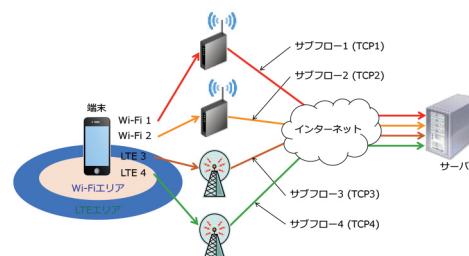 サブフロー1 (TCP1)
サブフロー2 (TCP2)
端末
Wi-Fi 1
Wi-Fi 2
インターネット
LTE 3
LTE 4
サーバ
Wi-Fiエリア
サブフロー3 (TCP3)
LTEエリア
サブフロー4 (TCP4)